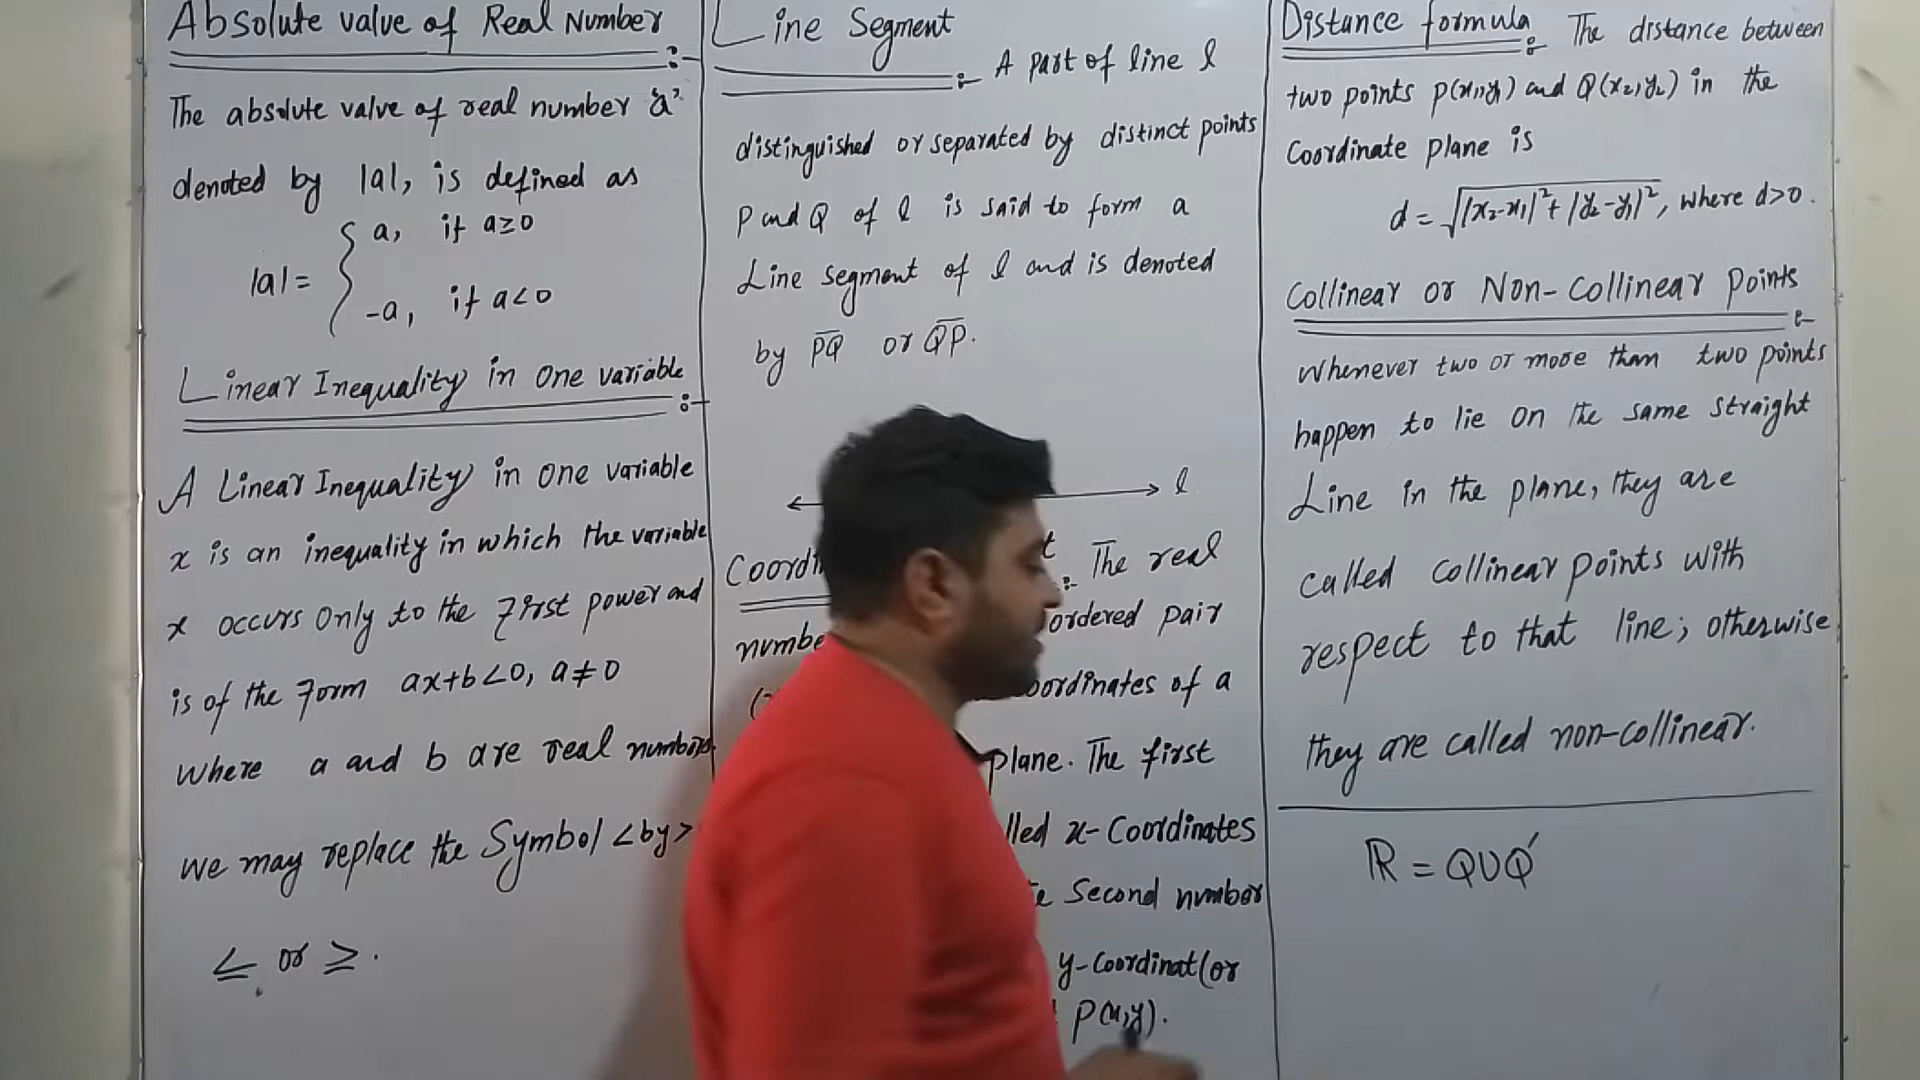 Absolute value of Real Number :-
The absolute value of real number 'a'
denoted by |a|, is defined as
|a| = { a, if a≥0
-a, if a<0
Linear Inequality in one variable :-
A Linear Inequality in one variable
x is an inequality in which the variable
x occurs only to the first power and
is of the form ax+b<0, a≠0
Where a and b are real numbers
we may replace the Symbol < by >
≤ or ≥.
Line Segment :- A part of line l
distinguished or separated by distinct points
P and Q of l is said to form a
Line segment of l and is denoted
by P̅Q̅ or Q̅P̅.
l
The real
ordered pair
of a
plane. The first
x-Coordinates
Second number
y-Coordinat(or
P(x,y).
Distance formula :- The distance between
two points P(x₁,y₁) and Q(x₂,y₂) in the
Coordinate plane is
d = √|x₂-x₁|²+|y₂-y₁|², where d>0.
Collinear or Non-Collinear Points :-
Whenever two or more than two points
happen to lie on the same straight
Line in the plane, they are
called collinear points with
respect to that line; otherwise
they are called non-collinear.
ℝ = Q∪Q′